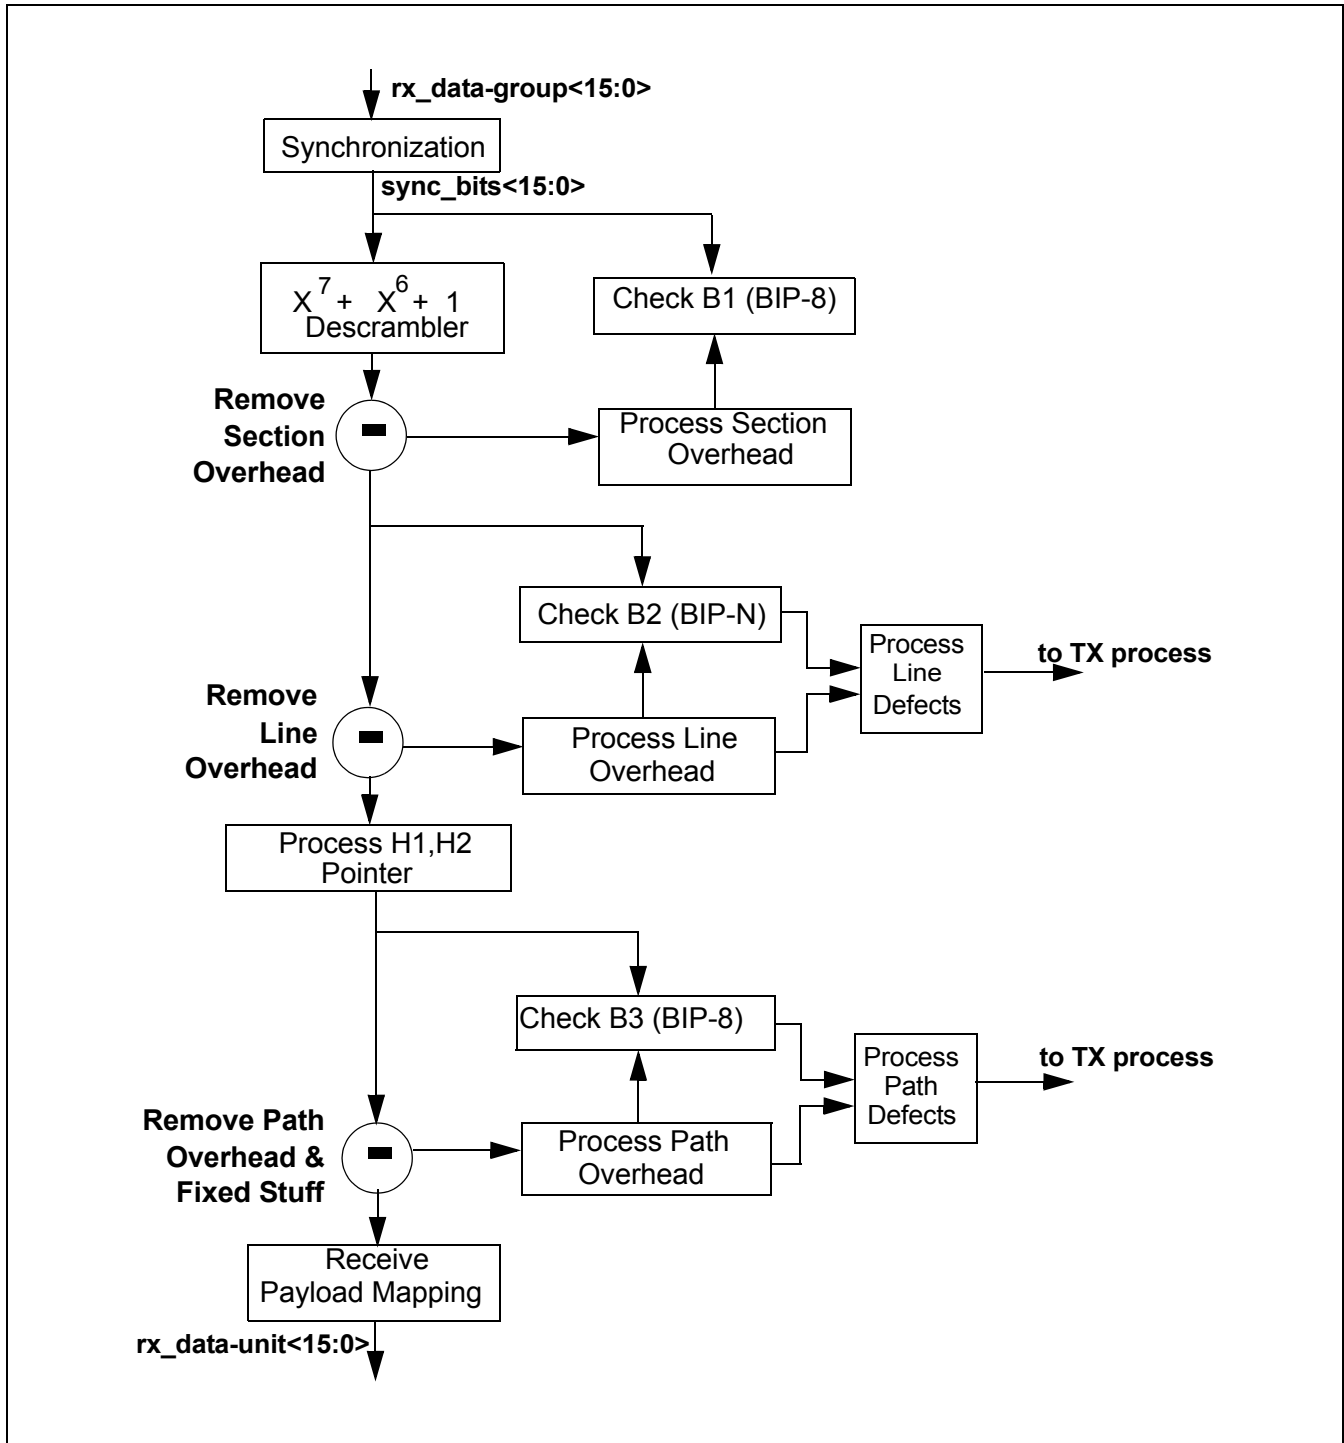 rx_data-group<15:0>
Synchronization
sync_bits<15:0>
X^7 + X^6 + 1
Descrambler
Check B1 (BIP-8)
Remove
Section
Overhead
Process Section
Overhead
Check B2 (BIP-N)
Process
Line
Defects
to TX process
Remove
Line
Overhead
Process Line
Overhead
Process H1,H2
Pointer
Check B3 (BIP-8)
Process
Path
Defects
to TX process
Remove Path
Overhead &
Fixed Stuff
Process Path
Overhead
Receive
Payload Mapping
rx_data-unit<15:0>